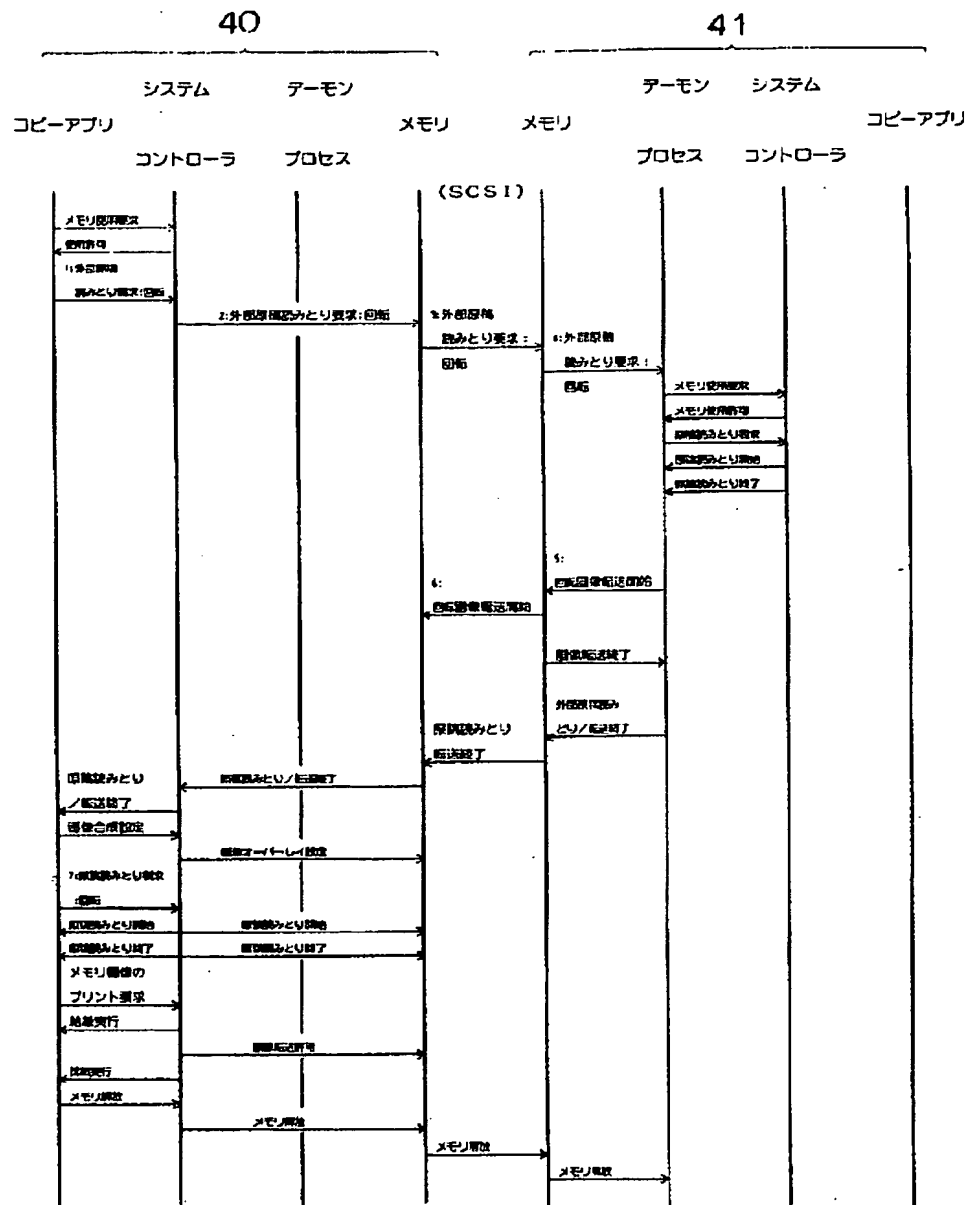 40
41
システム
デーモン
デーモン
システム
コピーアプリ
メモリ
メモリ
コピーアプリ
コントローラ
プロセス
プロセス
コントローラ
(SCSI)
メモリ使用要求
使用許可
1:外部原稿
読みとり要求:回転
2:外部原稿読みとり要求:回転
外部原稿
読みとり要求:
回転
外部原稿
読みとり要求:
回転
メモリ使用要求
メモリ使用許可
原稿読みとり要求
原稿読みとり開始
原稿読みとり終了
5:
回転画像転送開始
6:
回転画像転送開始
画像転送終了
外部原稿読み
とり/転送終了
原稿読みとり
転送終了
原稿読みとり/転送終了
原稿読みとり
/転送終了
画像合成設定
画像オーバーレイ設定
7:原稿読みとり要求
:回転
原稿読みとり開始
原稿読みとり開始
原稿読みとり終了
原稿読みとり終了
メモリ画像の
プリント要求
給紙実行
画像転送許可
実行
メモリ解放
メモリ解放
メモリ解放
メモリ解放